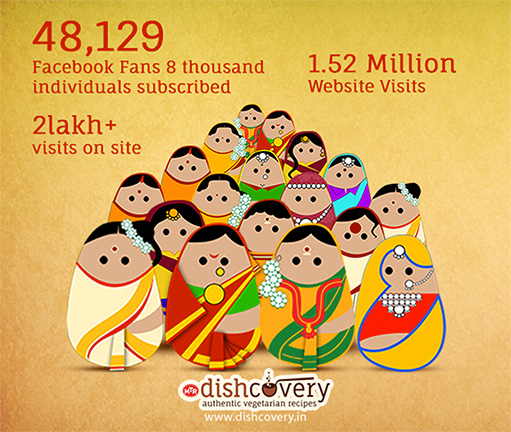 48,129
Facebook Fans 8 thousand
individuals subscribed
1.52 Million
Website Visits
2lakh+
visits on site
MTR
dishcovery
authentic vegetarian recipes
www.dishcovery.in